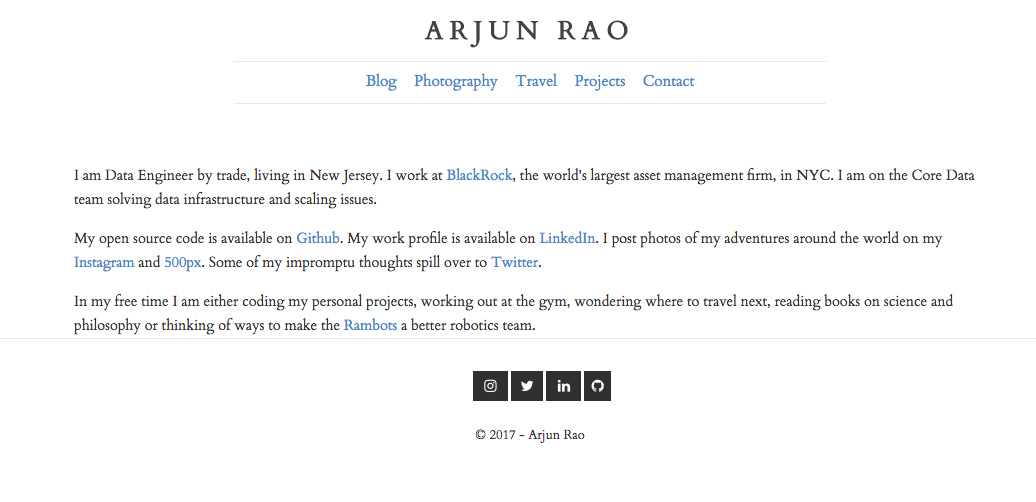 ARJUN RAO
Blog Photography Travel Projects Contact
I am Data Engineer by trade, living in New Jersey. I work at BlackRock, the world's largest asset management firm, in NYC. I am on the Core Data
team solving data infrastructure and scaling issues.
My open source code is available on Github. My work profile is available on LinkedIn. I post photos of my adventures around the world on my
Instagram and 500px. Some of my impromptu thoughts spill over to Twitter.
In my free time I am either coding my personal projects, working out at the gym, wondering where to travel next, reading books on science and
philosophy or thinking of ways to make the Rambots a better robotics team.
© 2017 - Arjun Rao